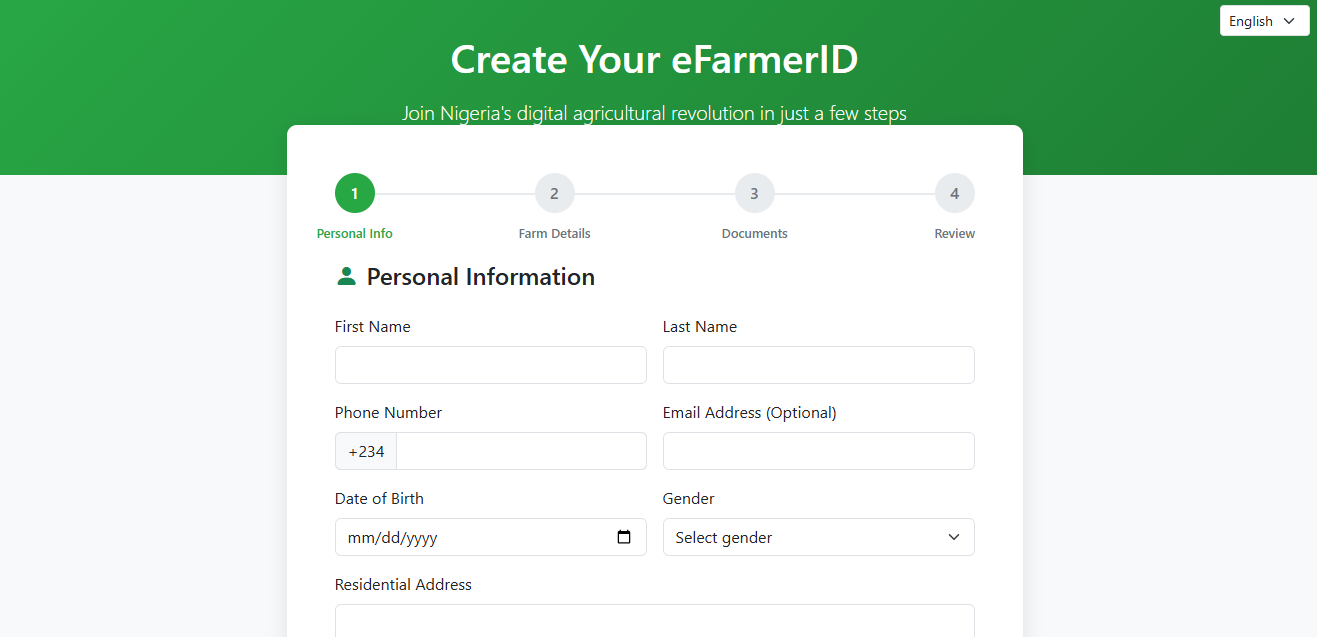 English
Create Your eFarmerID
Join Nigeria's digital agricultural revolution in just a few steps
1 2 3 4
Personal Info Farm Details Documents Review
Personal Information
First Name Last Name
Phone Number Email Address (Optional)
+234
Date of Birth Gender
mm/dd/yyyy Select gender
Residential Address